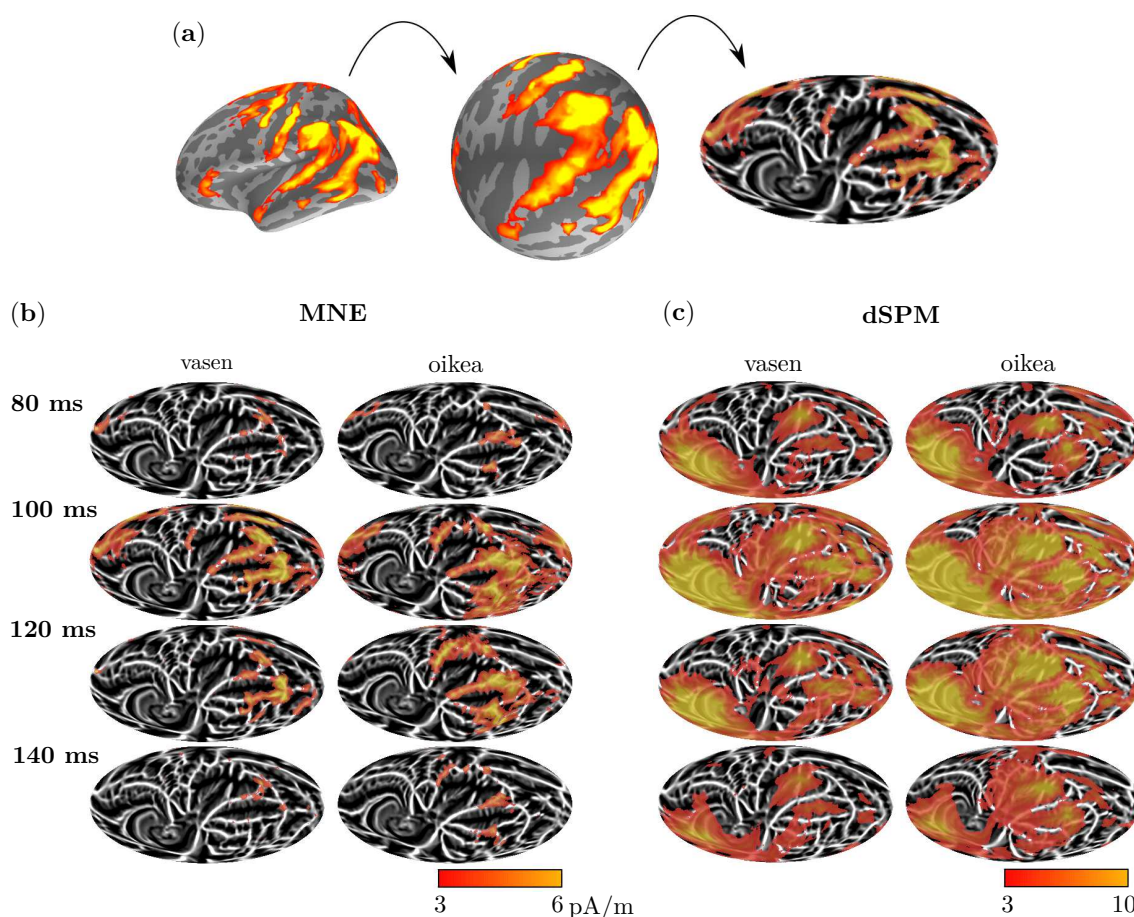 (a)
(b) MNE
(c) dSPM
vasen oikea
vasen oikea
80 ms
100 ms
120 ms
140 ms
3 6 pA/m
3 10